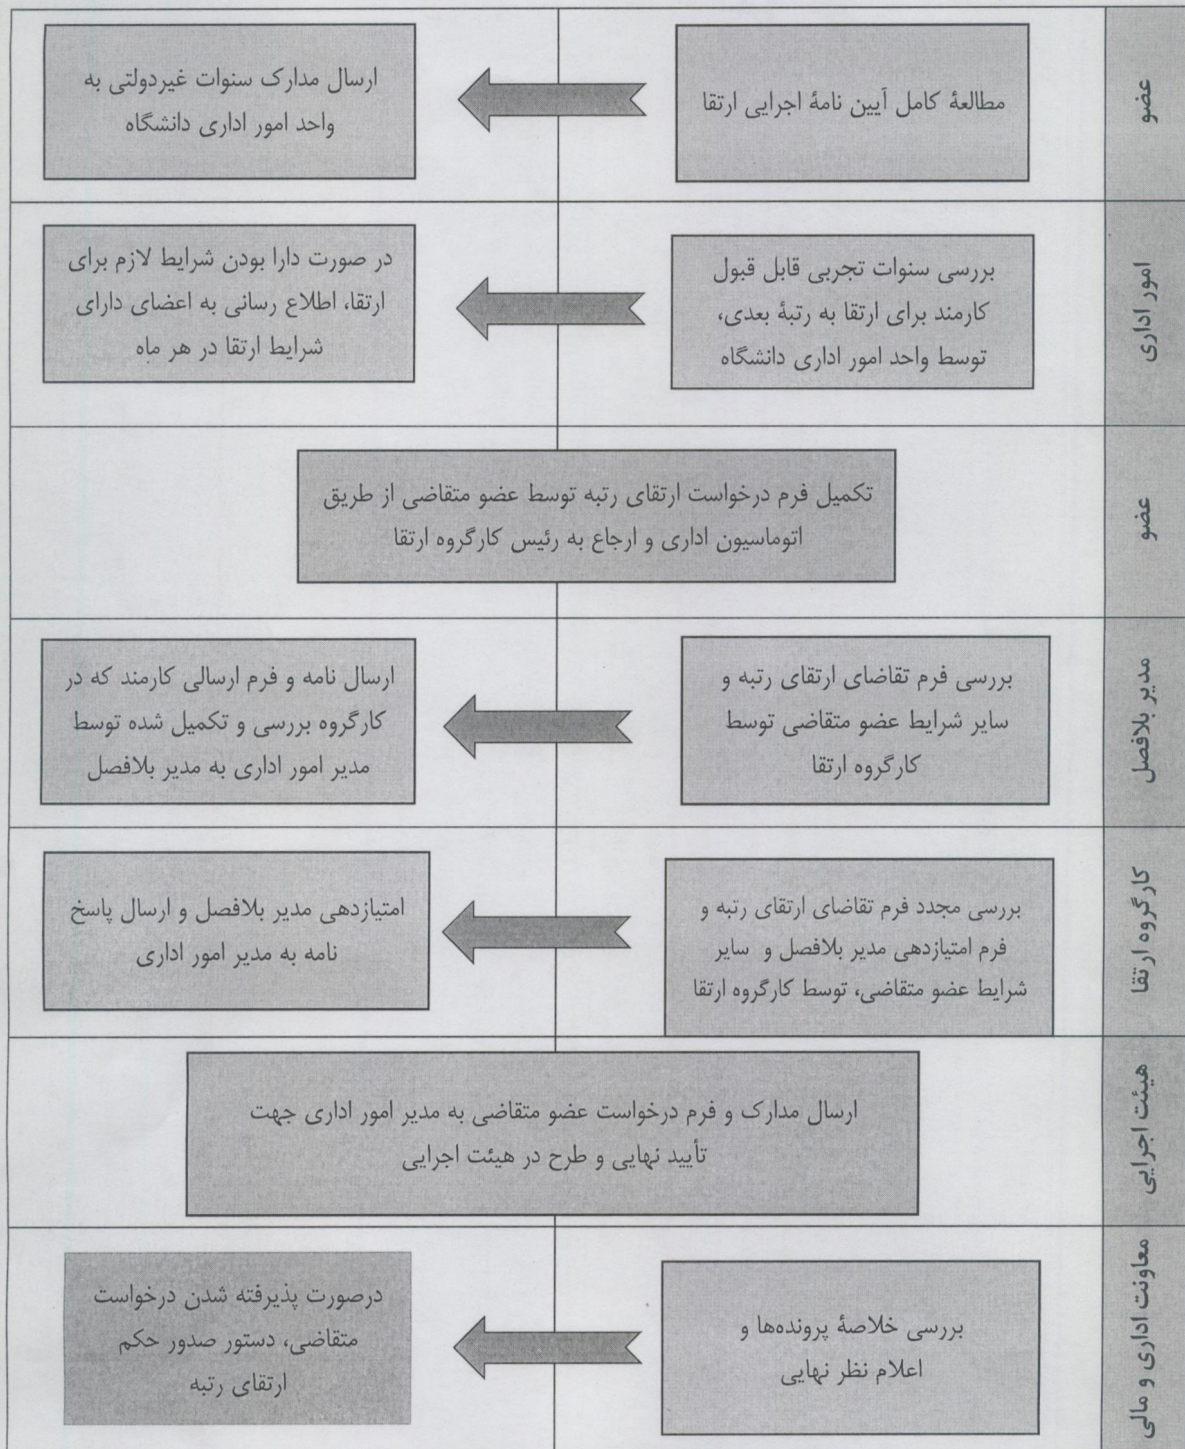 عضو
مطالعهٔ کامل آیین نامهٔ اجرایی ارتقا
ارسال مدارک سنوات غیردولتی به
واحد امور اداری دانشگاه
امور اداری
بررسی سنوات تجربی قابل قبول
کارمند برای ارتقا به رتبهٔ بعدی،
توسط واحد امور اداری دانشگاه
در صورت دارا بودن شرایط لازم برای
ارتقا، اطلاع رسانی به اعضای دارای
شرایط ارتقا در هر ماه
عضو
تکمیل فرم درخواست ارتقای رتبه توسط عضو متقاضی از طریق
اتوماسیون اداری و ارجاع به رئیس کارگروه ارتقا
مدیر بلافصل
بررسی فرم تقاضای ارتقای رتبه و
سایر شرایط عضو متقاضی توسط
کارگروه ارتقا
ارسال نامه و فرم ارسالی کارمند که در
کارگروه بررسی و تکمیل شده توسط
مدیر امور اداری به مدیر بلافصل
کارگروه ارتقا
بررسی مجدد فرم تقاضای ارتقای رتبه و
فرم امتیازدهی مدیر بلافصل و سایر
شرایط عضو متقاضی، توسط کارگروه ارتقا
امتیازدهی مدیر بلافصل و ارسال پاسخ
نامه به مدیر امور اداری
هیئت اجرایی
ارسال مدارک و فرم درخواست عضو متقاضی به مدیر امور اداری جهت
تأیید نهایی و طرح در هیئت اجرایی
معاونت اداری و مالی
بررسی خلاصهٔ پرونده‌ها و
اعلام نظر نهایی
درصورت پذیرفته شدن درخواست
متقاضی، دستور صدور حکم
ارتقای رتبه